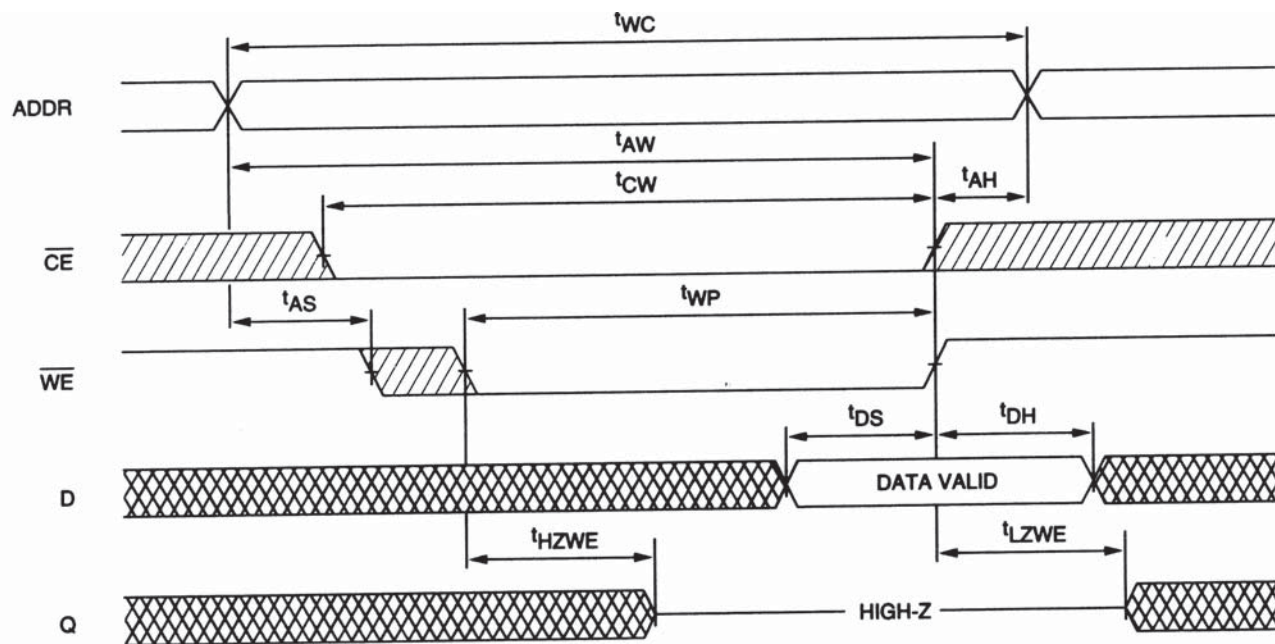 tWC
ADDR
tAW
tCW
tAH
CE
tAS
tWP
WE
tDS
tDH
D
DATA VALID
tHZWE
tLZWE
Q
HIGH-Z